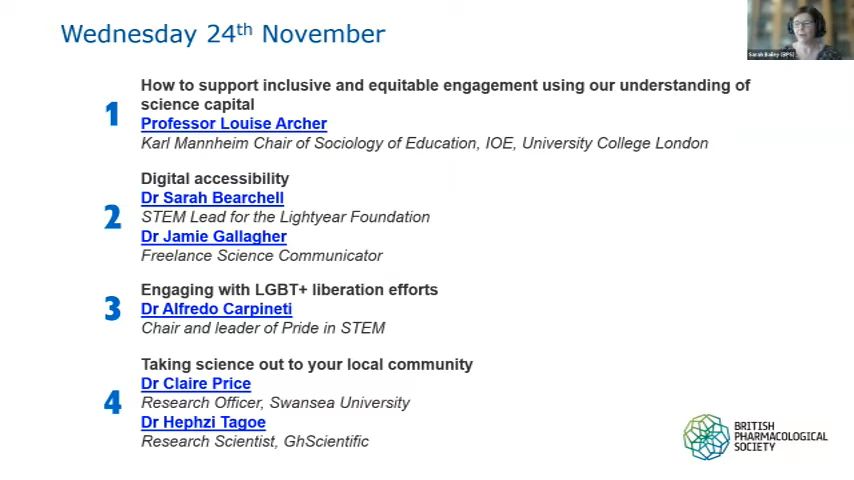 Wednesday 24th November
Sarah Bailey (BPS)
1
How to support inclusive and equitable engagement using our understanding of
science capital
Professor Louise Archer
Karl Mannheim Chair of Sociology of Education, IOE, University College London
2
Digital accessibility
Dr Sarah Bearchell
STEM Lead for the Lightyear Foundation
Dr Jamie Gallagher
Freelance Science Communicator
3
Engaging with LGBT+ liberation efforts
Dr Alfredo Carpineti
Chair and leader of Pride in STEM
4
Taking science out to your local community
Dr Claire Price
Research Officer, Swansea University
Dr Hephzi Tagoe
Research Scientist, GhScientific
BRITISH
PHARMACOLOGICAL
SOCIETY